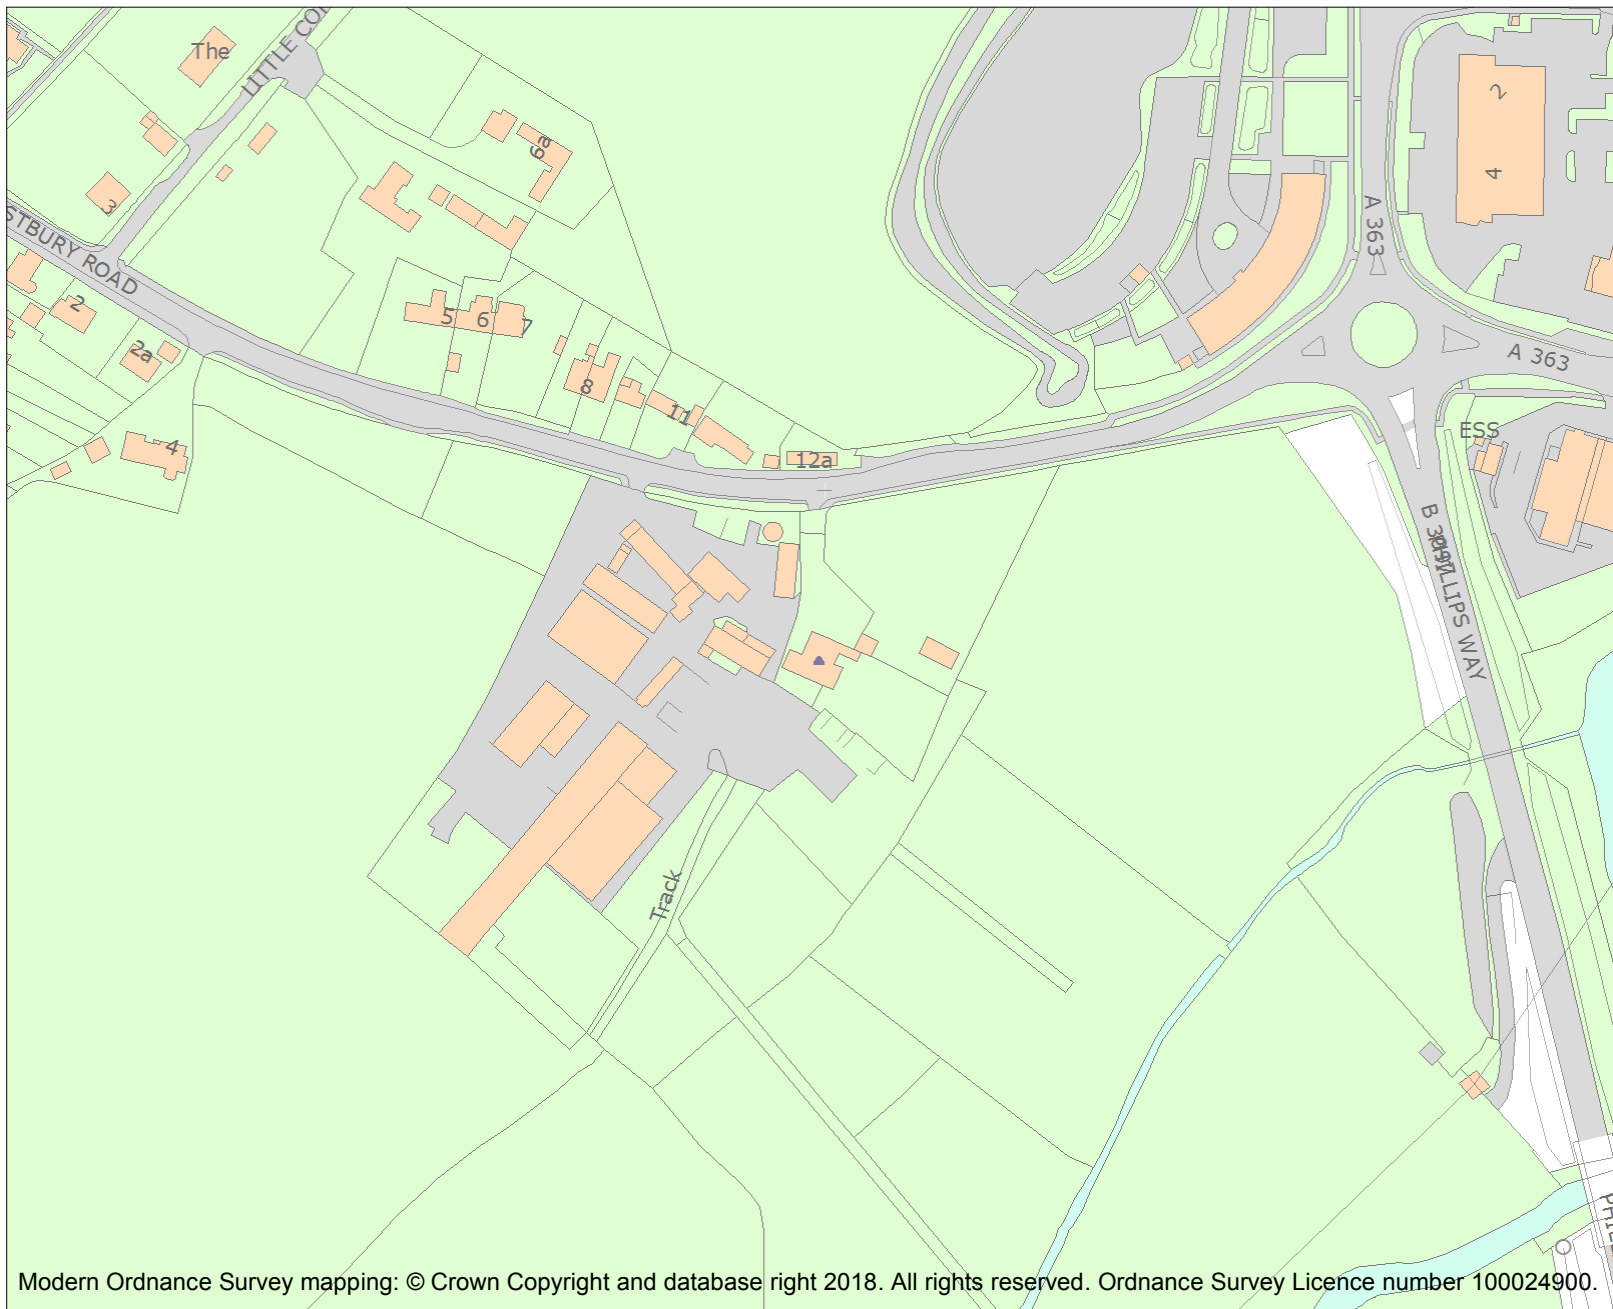 The
LITTLE CO
2
4
3
6a
A 363
STBURY ROAD
2
5
6
7
2a
8
A 363
11
ESS
4
12a
B
PHILLIPS WAY
Track
Modern Ordnance Survey mapping: © Crown Copyright and database right 2018. All rights reserved. Ordnance Survey Licence number 100024900.